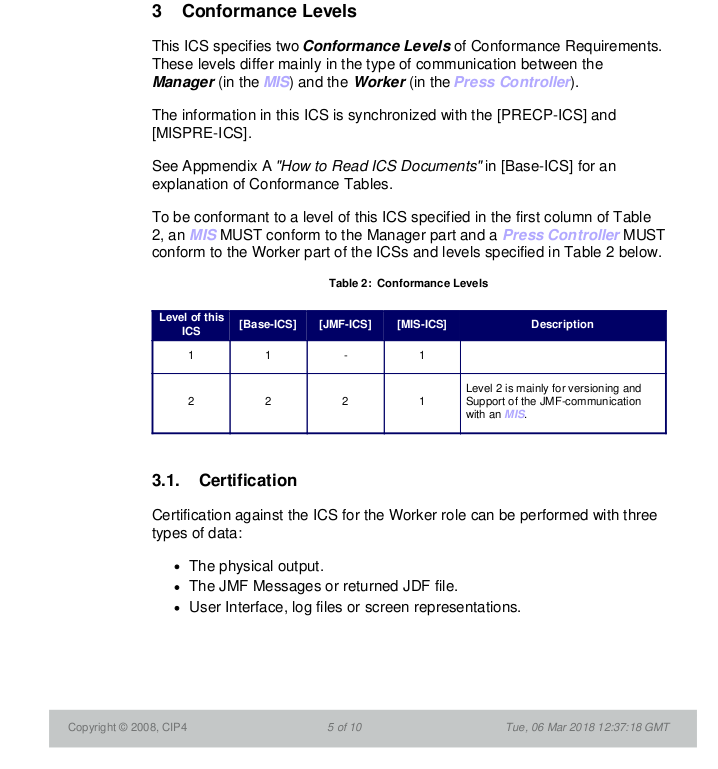 3 Conformance Levels
This ICS specifies two Conformance Levels of Conformance Requirements.
These levels differ mainly in the type of communication between the
Manager (in the MIS) and the Worker (in the Press Controller).
The information in this ICS is synchronized with the [PRECP-ICS] and
[MISPRE-ICS].
See Appmendix A "How to Read ICS Documents" in [Base-ICS] for an
explanation of Conformance Tables.
To be conformant to a level of this ICS specified in the first column of Table
2, an MIS MUST conform to the Manager part and a Press Controller MUST
conform to the Worker part of the ICSs and levels specified in Table 2 below.
Table 2: Conformance Levels
Level of this
ICS [Base-ICS] [JMF-ICS] [MIS-ICS] Description
1 1 - 1
Level 2 is mainly for versioning and
2 2 2 1 Support of the JMF-communication
with an MIS.
3.1. Certification
Certification against the ICS for the Worker role can be performed with three
types of data:
• The physical output.
• The JMF Messages or returned JDF file.
• User Interface, log files or screen representations.
Copyright © 2008, CIP4 5 of 10 Tue, 06 Mar 2018 12:37:18 GMT